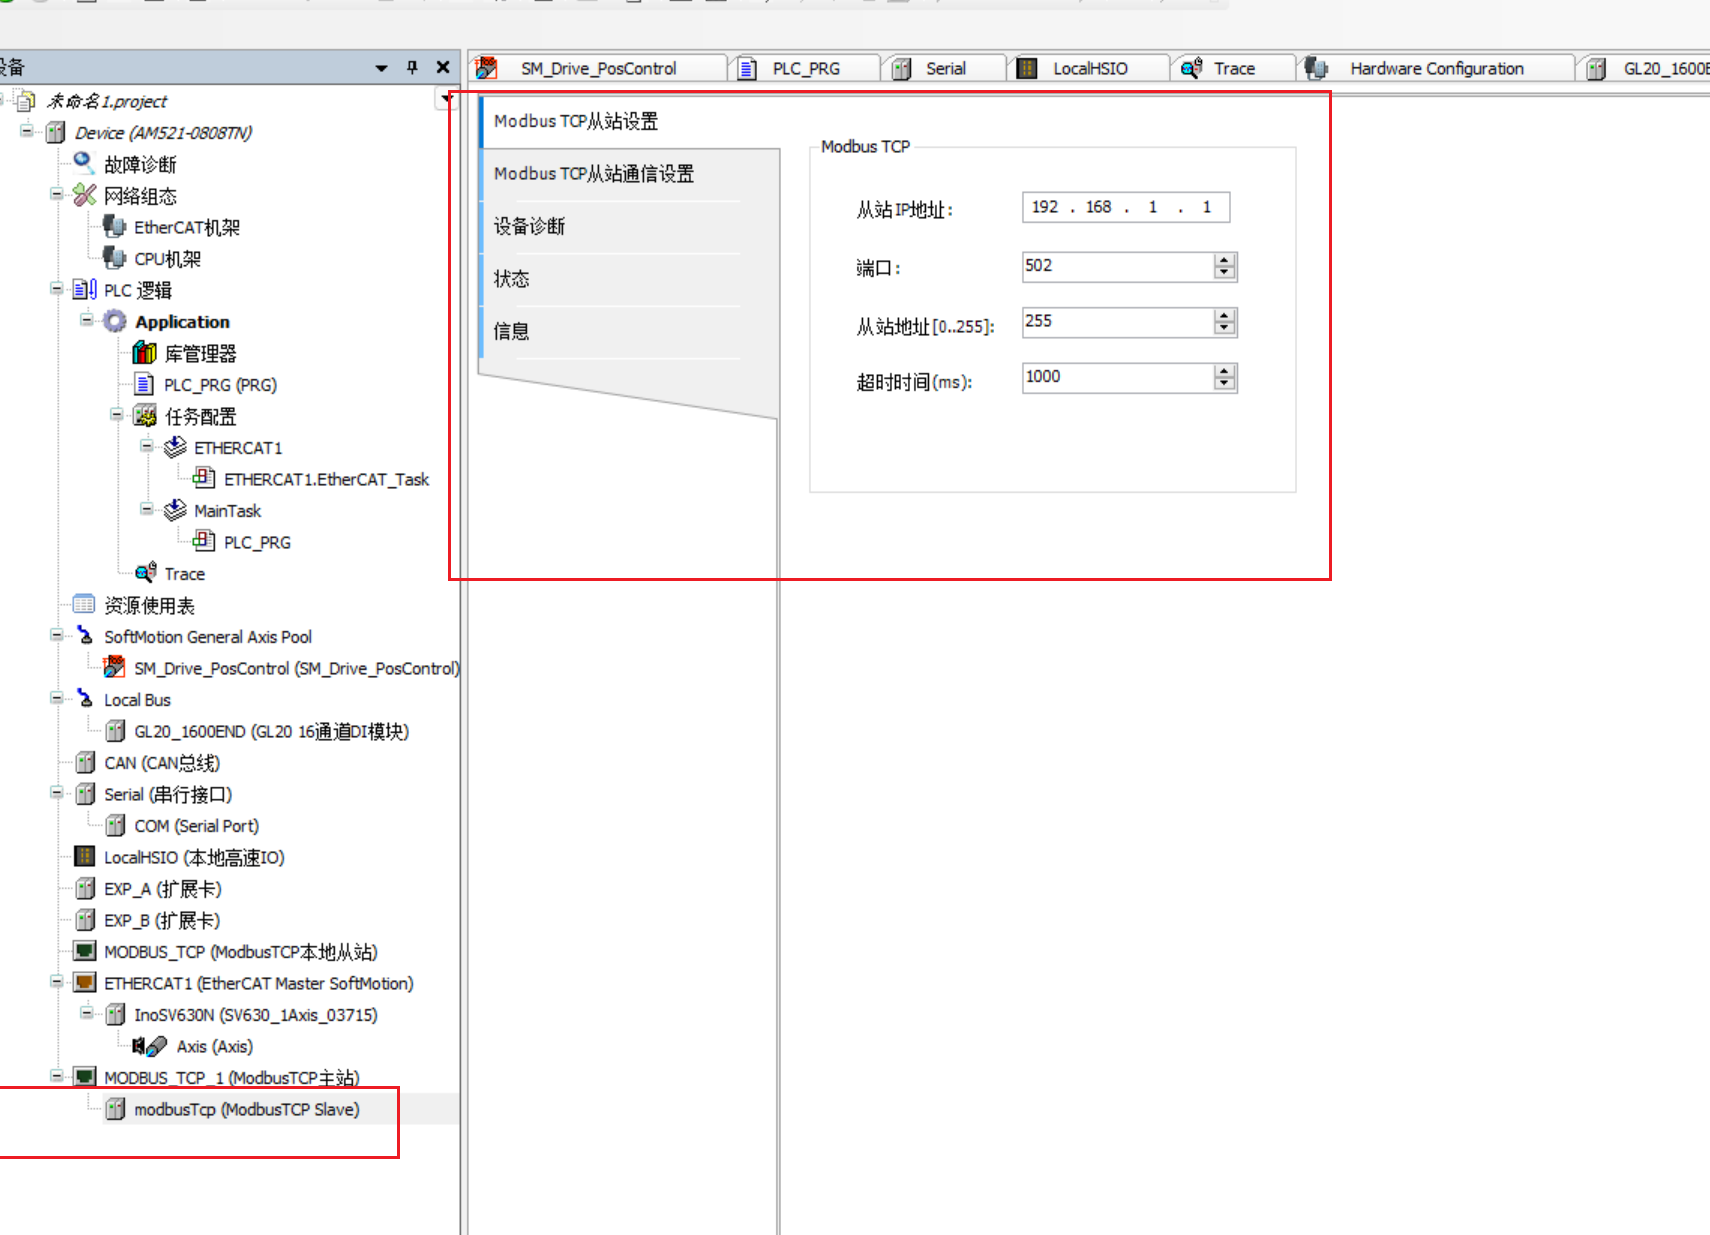 设备
未命名1.project
Device (AM521-0808TN)
故障诊断
网络组态
EtherCAT机架
CPU机架
PLC 逻辑
Application
库管理器
PLC_PRG (PRG)
任务配置
ETHERCAT1
ETHERCAT1.EtherCAT_Task
MainTask
PLC_PRG
Trace
资源使用表
SoftMotion General Axis Pool
SM_Drive_PosControl (SM_Drive_PosControl)
Local Bus
GL20_1600END (GL20 16通道DI模块)
CAN (CAN总线)
Serial (串行接口)
COM (Serial Port)
LocalHSIO (本地高速IO)
EXP_A (扩展卡)
EXP_B (扩展卡)
MODBUS_TCP (ModbusTCP本地从站)
ETHERCAT1 (EtherCAT Master SoftMotion)
InoSV630N (SV630_1Axis_03715)
Axis (Axis)
MODBUS_TCP_1 (ModbusTCP主站)
modbusTcp (ModbusTCP Slave)
SM_Drive_PosControl PLC_PRG Serial LocalHSIO Trace Hardware Configuration GL20_1600E
Modbus TCP从站设置
Modbus TCP从站通信设置
设备诊断
状态
信息
Modbus TCP
从站IP地址: 192 . 168 . 1 . 1
端口: 502
从站地址[0..255]: 255
超时时间(ms): 1000